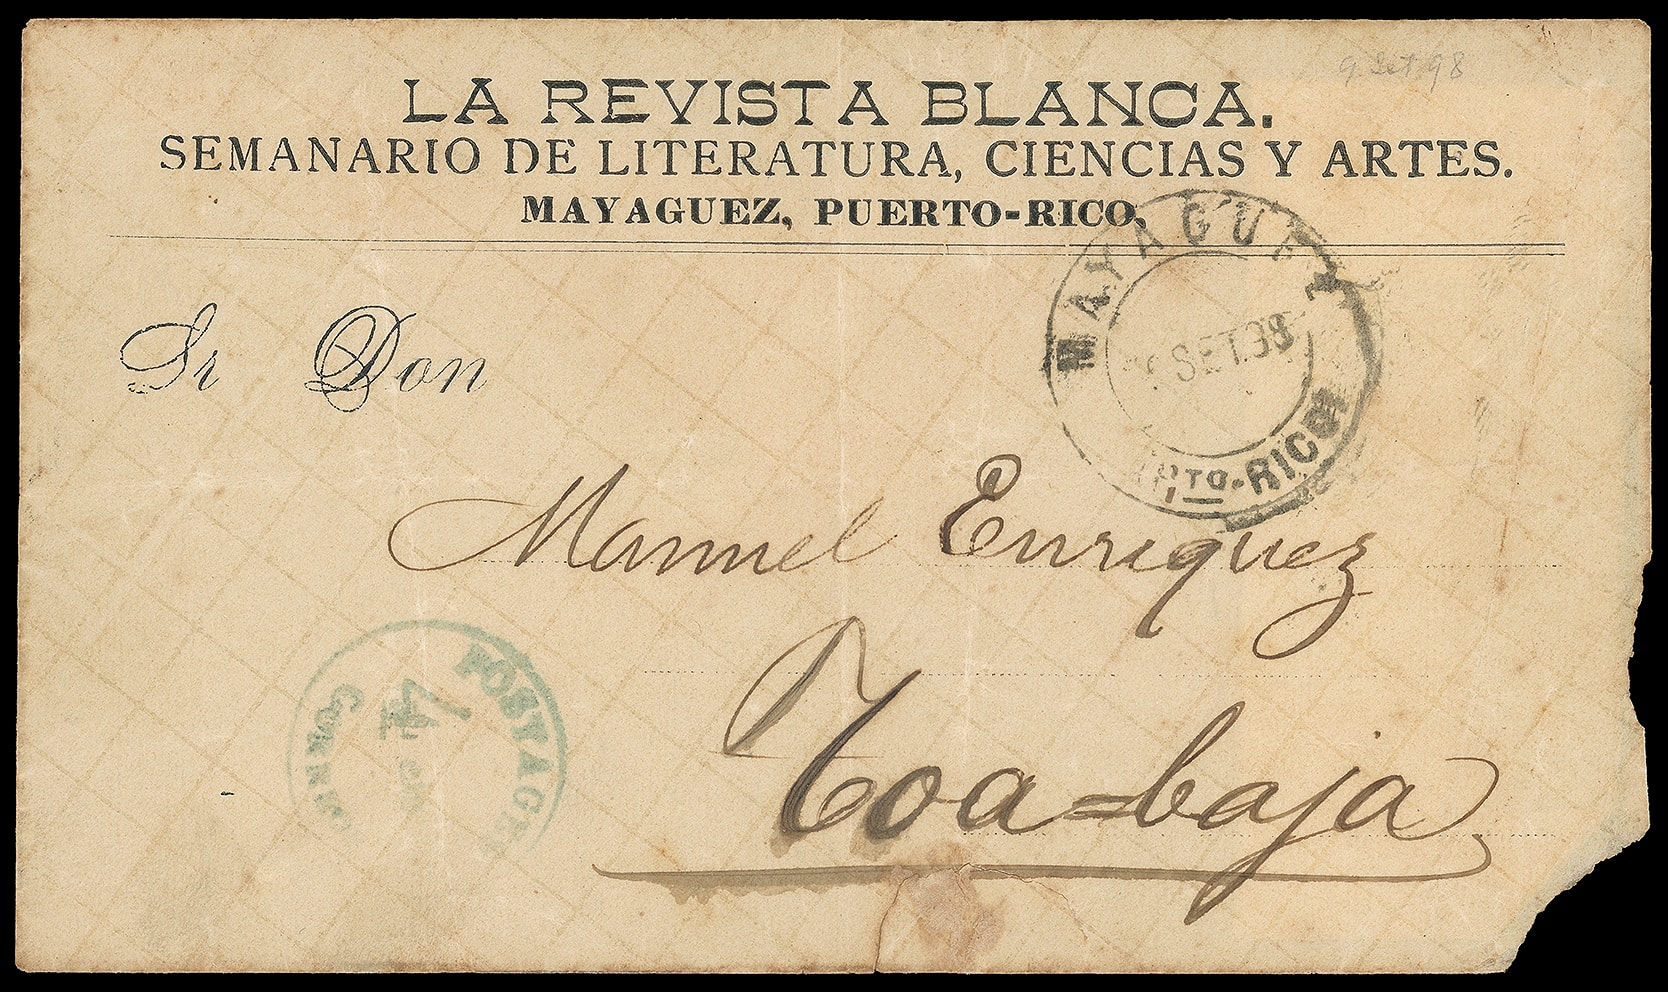 9 Set 98
LA REVISTA BLANCA.
SEMANARIO DE LITERATURA, CIENCIAS Y ARTES.
MAYAGUEZ, PUERTO-RICO,
MAYAGUEZ
SET.98
PTO-RICO
Sr Don
Manuel Enriquez
Toa=baja
POSTAGE